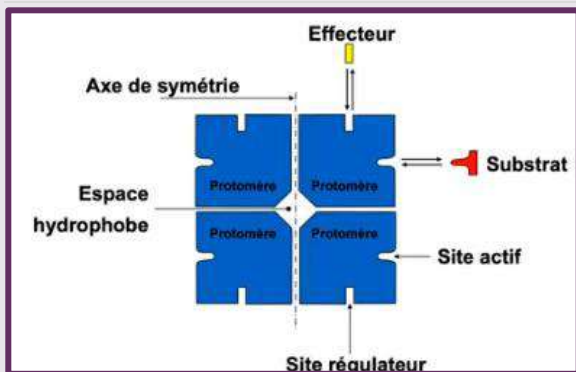 Effecteur
Axe de symétrie
Substrat
Protomère Protomère
Espace
hydrophobe
Protomère Protomère
Site actif
Site régulateur